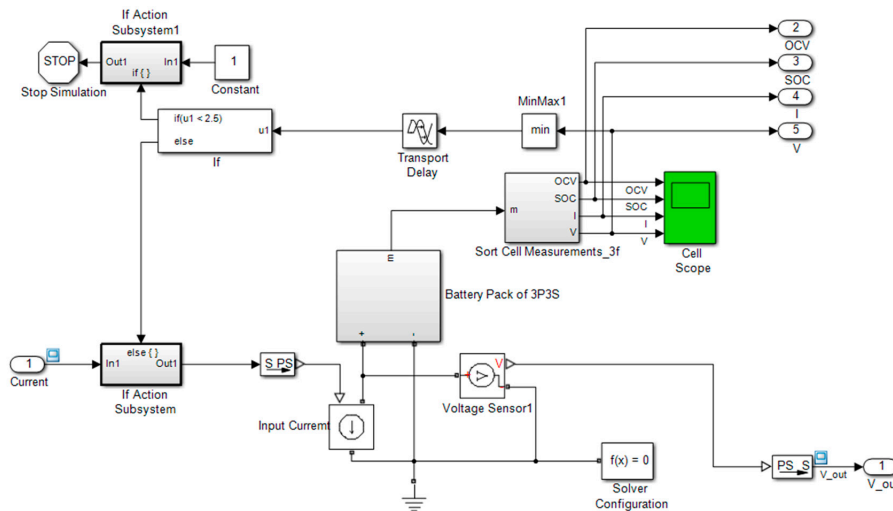 If Action
Subsystem1
2
OCV
STOP
Out1
In1
if { }
1
3
SOC
Stop Simulation
Constant
4
I
if(u1 < 2.5)
else
u1
If
MinMax1
min
5
V
Transport
Delay
m
OCV
SOC
I
V
OCV
SOC
I
V
Sort Cell Measurements_3f
Cell
Scope
m
Battery Pack of 3P3S
+
-
1
Current
else { }
In1
Out1
If Action
Subsystem
S PS
V
Voltage Sensor1
Input Curremt
f(x) = 0
Solver
Configuration
PS S
V_out
1
V_ou